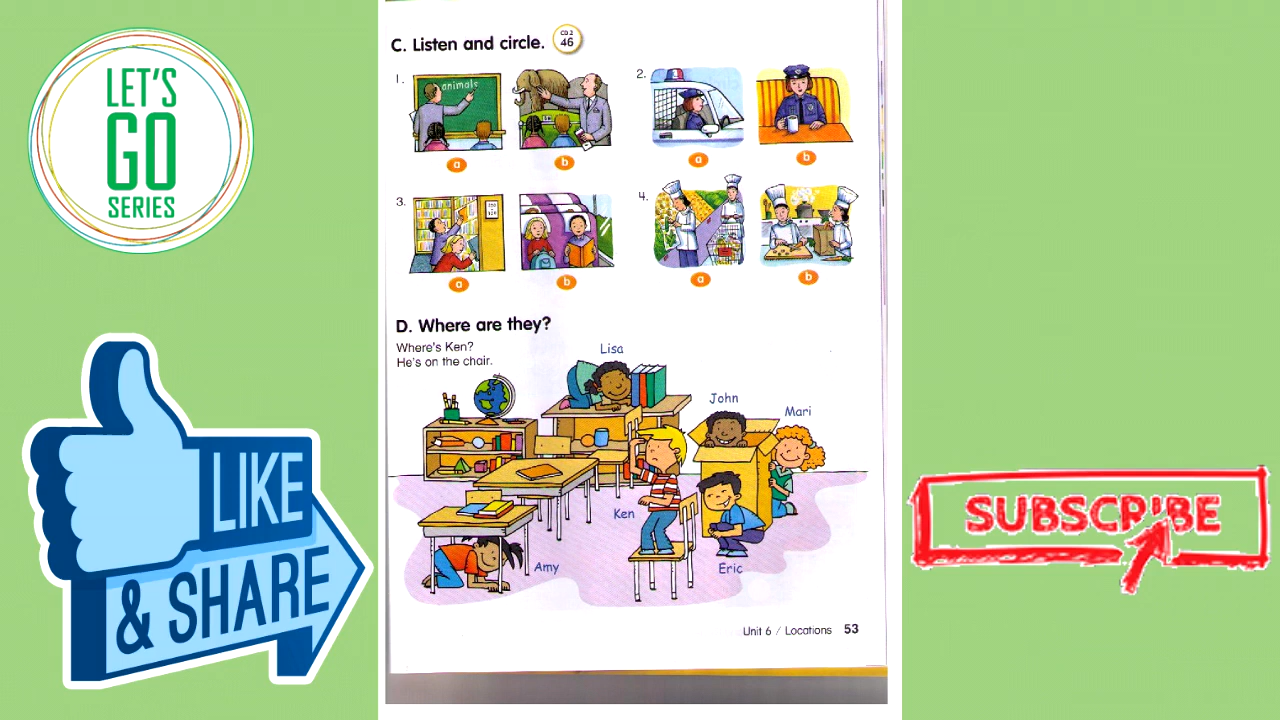 LET'S
GO
SERIES
LIKE
& SHARE
C. Listen and circle. CD 2 46
1.
animals
a
b
2.
a
b
3.
a
b
4.
a
b
D. Where are they?
Where's Ken?
He's on the chair.
Lisa
John
Mari
Ken
Amy
Eric
Unit 6 / Locations 53
SUBSCRIBE